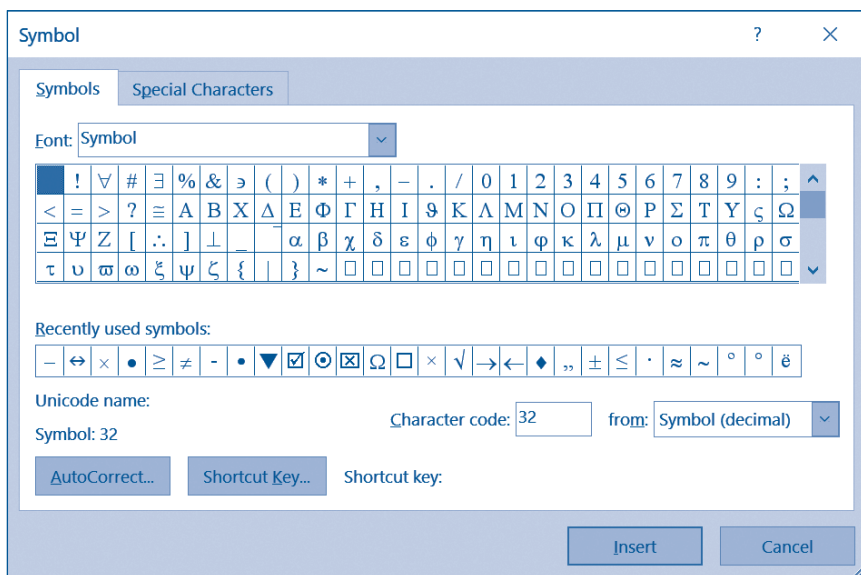 Symbol ? ×
Symbols Special Characters
Font: Symbol
! ∀ # ∃ % & ϶ ( ) ∗ + , − . / 0 1 2 3 4 5 6 7 8 9 : ;
< = > ? ≅ Α Β Χ Δ Ε Φ Γ Η Ι ϑ Κ Λ Μ Ν Ο Π Θ Ρ Σ Τ Υ ς Ω
Ξ Ψ Ζ [ ∴ ] ⊥ _ ‾ α β χ δ ε ϕ γ η ι φ κ λ μ ν ο π θ ρ σ
τ υ ϖ ω ξ ψ ζ { | } ~ □ □ □ □ □ □ □ □ □ □ □ □ □ □ □ □ □
Recently used symbols:
– ↔ × ● ≥ ≠ - • ▼ ☑ ⦿ ☒ Ω □ × √ → ← ♦ „ ± ≤ · ≈ ~ ° ° ë
Unicode name:
Character code: 32 from: Symbol (decimal)
Symbol: 32
AutoCorrect... Shortcut Key... Shortcut key:
Insert Cancel